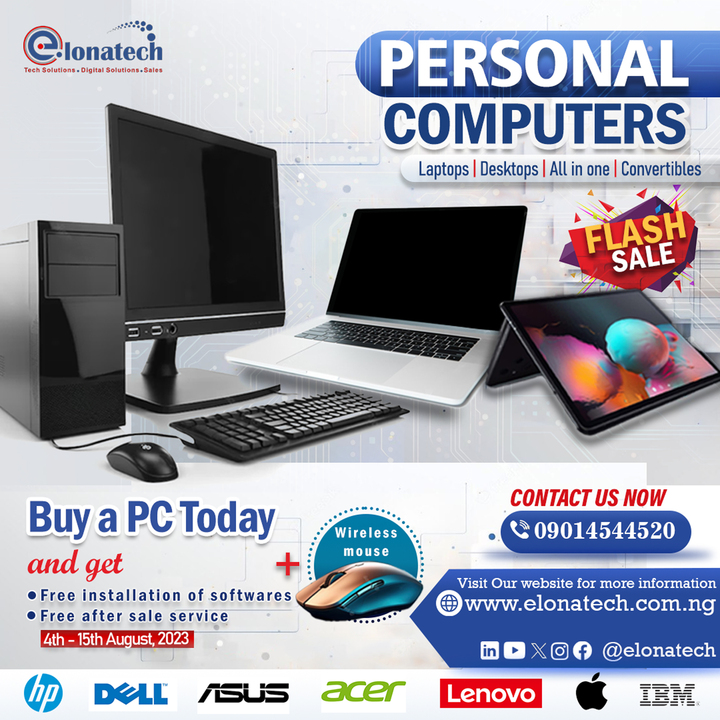 elonatech
Tech Solutions • Digital Solutions • Sales
PERSONAL
COMPUTERS
Laptops | Desktops | All in one | Convertibles
FLASH
SALE
Buy a PC Today
and get
• Free installation of softwares
• Free after sale service
4th - 15th August, 2023
+
Wireless
mouse
CONTACT US NOW
09014544520
Visit Our website for more information
www.elonatech.com.ng
@elonatech
hp
DELL
ASUS
acer
Lenovo
IBM